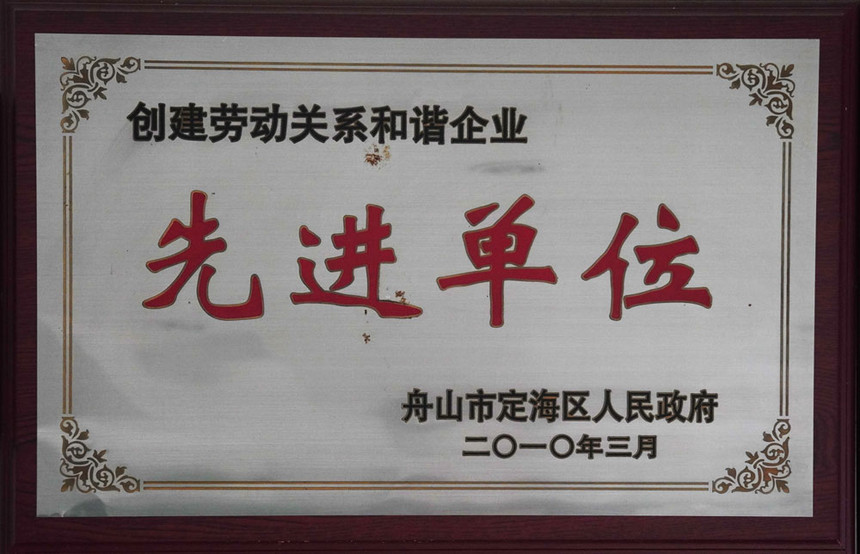 创建劳动关系和谐企业
先进单位
舟山市定海区人民政府
二〇一〇年三月